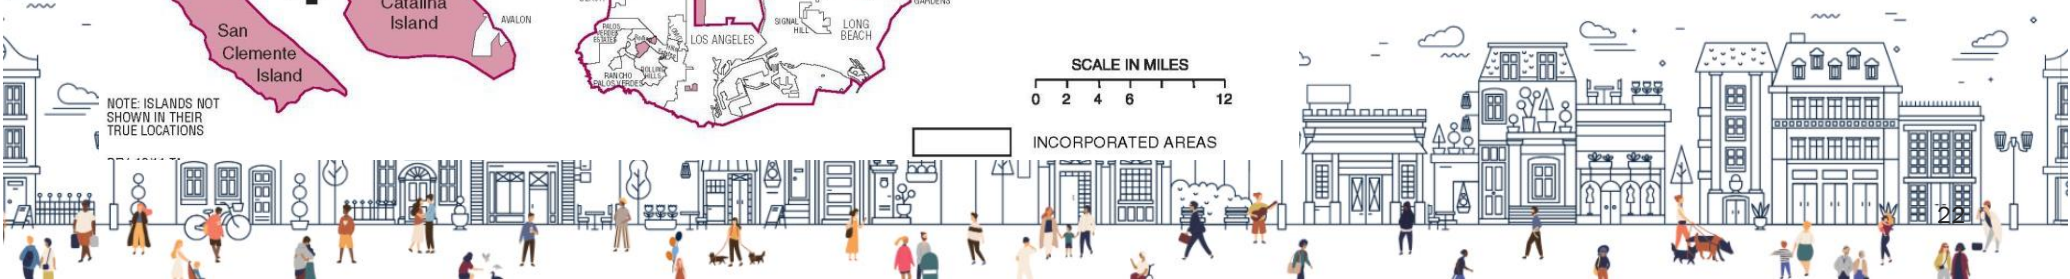 Catalina
Island
AVALON
San
Clemente
Island
NOTE: ISLANDS NOT
SHOWN IN THEIR
TRUE LOCATIONS
PALOS
VERDES
ESTATES
LOS ANGELES
SIGNAL
HILL
LONG
BEACH
GARDENS
ROLLING
HILLS
RANCHO
PALOS VERDES
SCALE IN MILES
0 2 4 6 12
INCORPORATED AREAS
22